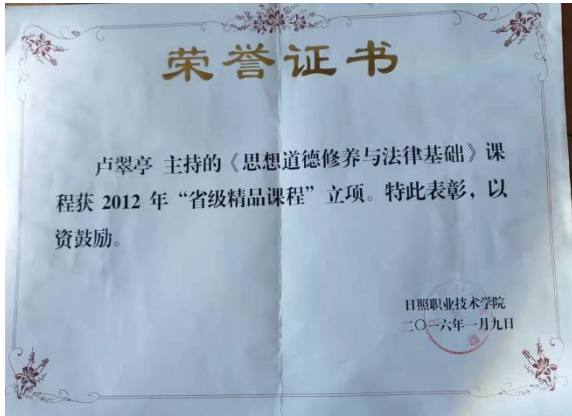 荣誉证书
卢翠亭 主持的《思想道德修养与法律基础》课
程获 2012 年“省级精品课程”立项。特此表彰，以
资鼓励。
日照职业技术学院
二〇一六年一月九日